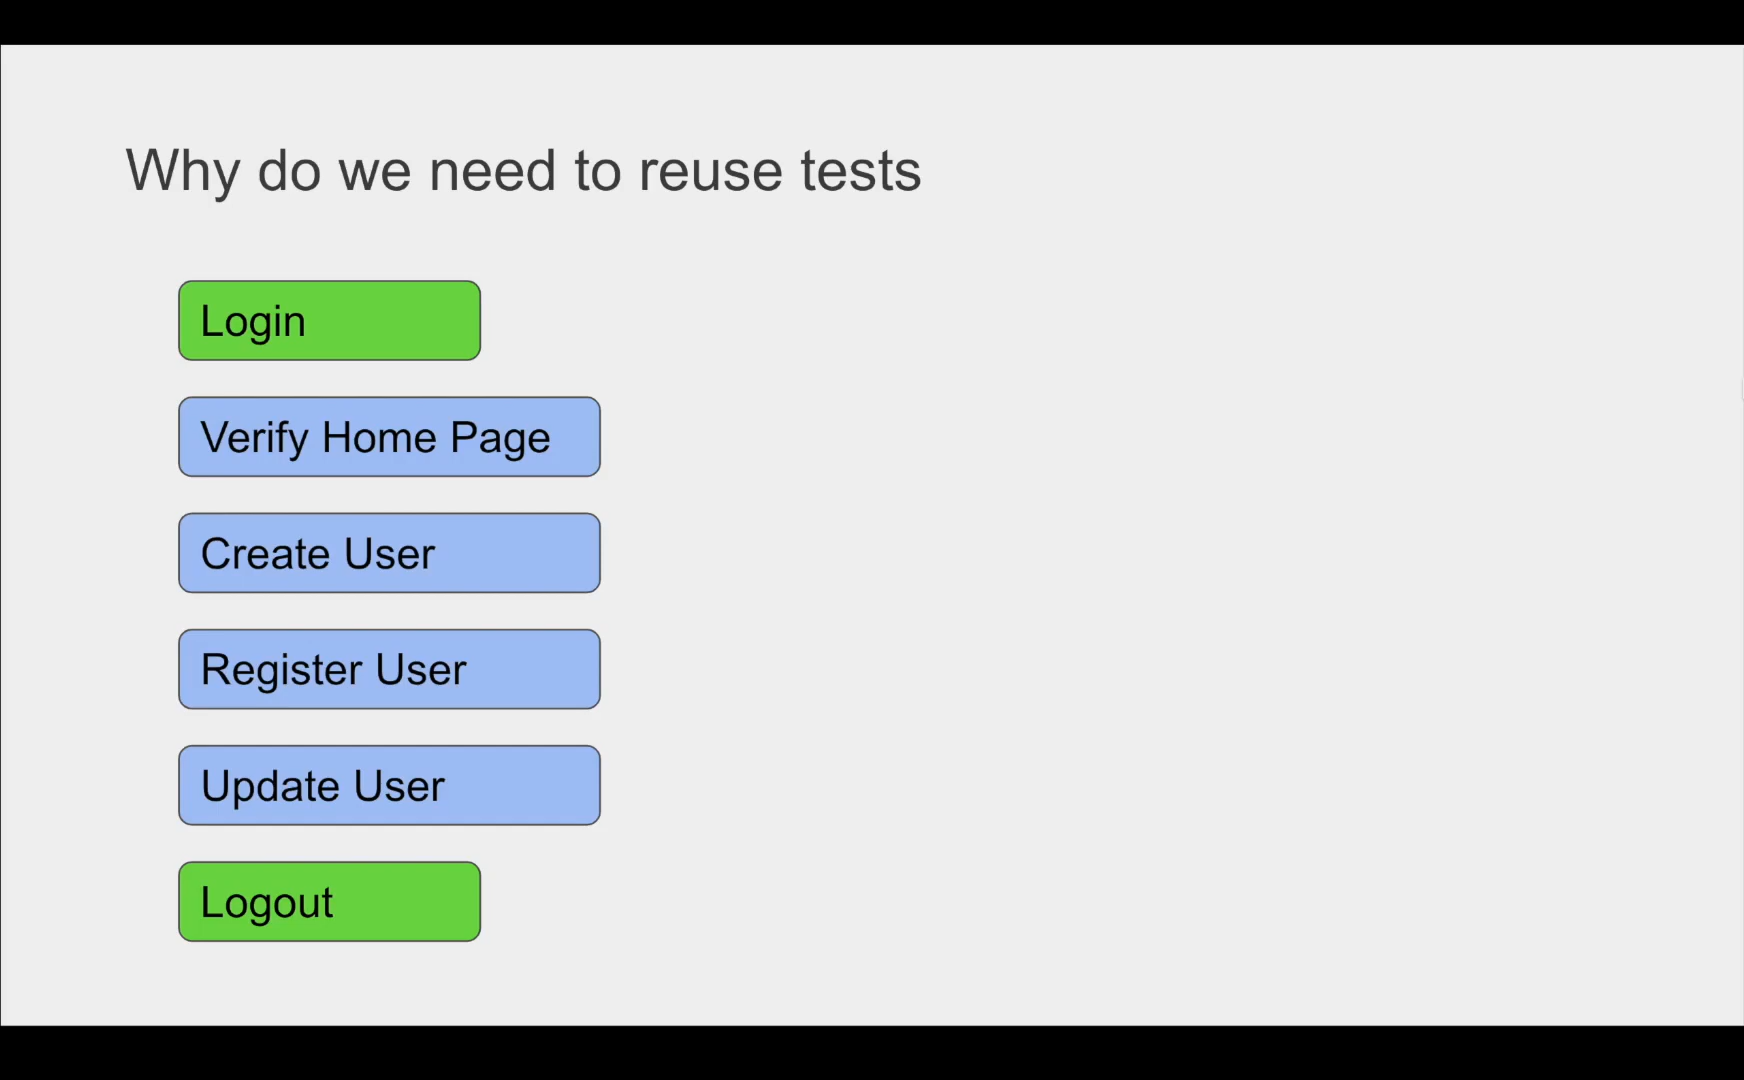 Why do we need to reuse tests
Login
Verify Home Page
Create User
Register User
Update User
Logout